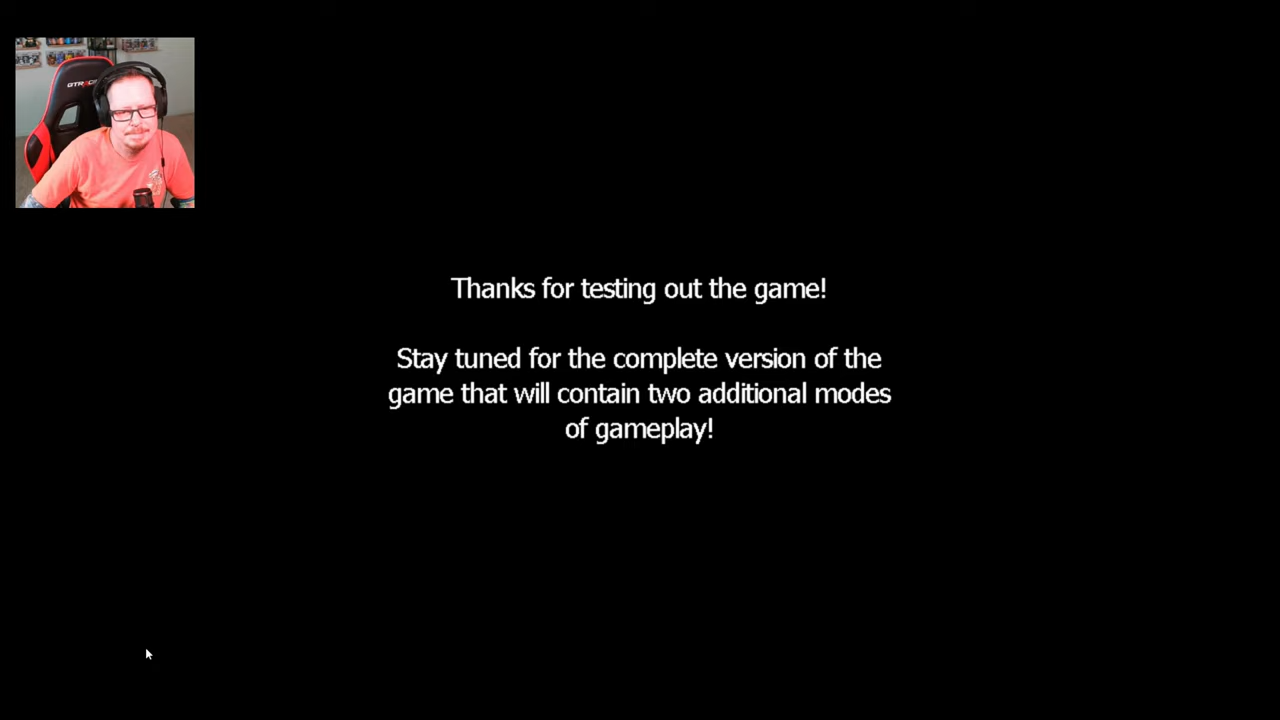 Thanks for testing out the game!
Stay tuned for the complete version of the
game that will contain two additional modes
of gameplay!